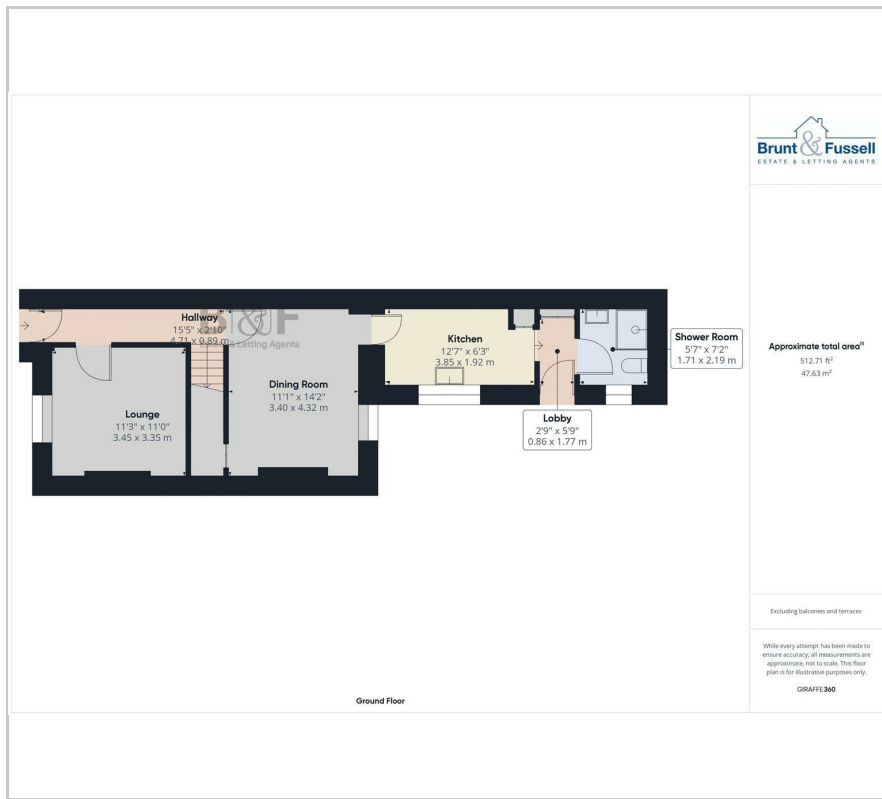 Brunt & Fussell
ESTATE & LETTING AGENTS
Hallway
15'5" x 2'10"
4.71 x 0.89 m
B&F
Letting Agents
Kitchen
12'7" x 6'3"
3.85 x 1.92 m
Shower Room
5'7" x 7'2"
1.71 x 2.19 m
Dining Room
11'1" x 14'2"
3.40 x 4.32 m
Lounge
11'3" x 11'0"
3.45 x 3.35 m
Lobby
2'9" x 5'9"
0.86 x 1.77 m
Approximate total area⁽¹⁾
512.71 ft²
47.63 m²
Excluding balconies and terraces
While every attempt has been made to
ensure accuracy, all measurements are
approximate, not to scale. This floor
plan is for illustrative purposes only.
GIRAFFE360
Ground Floor